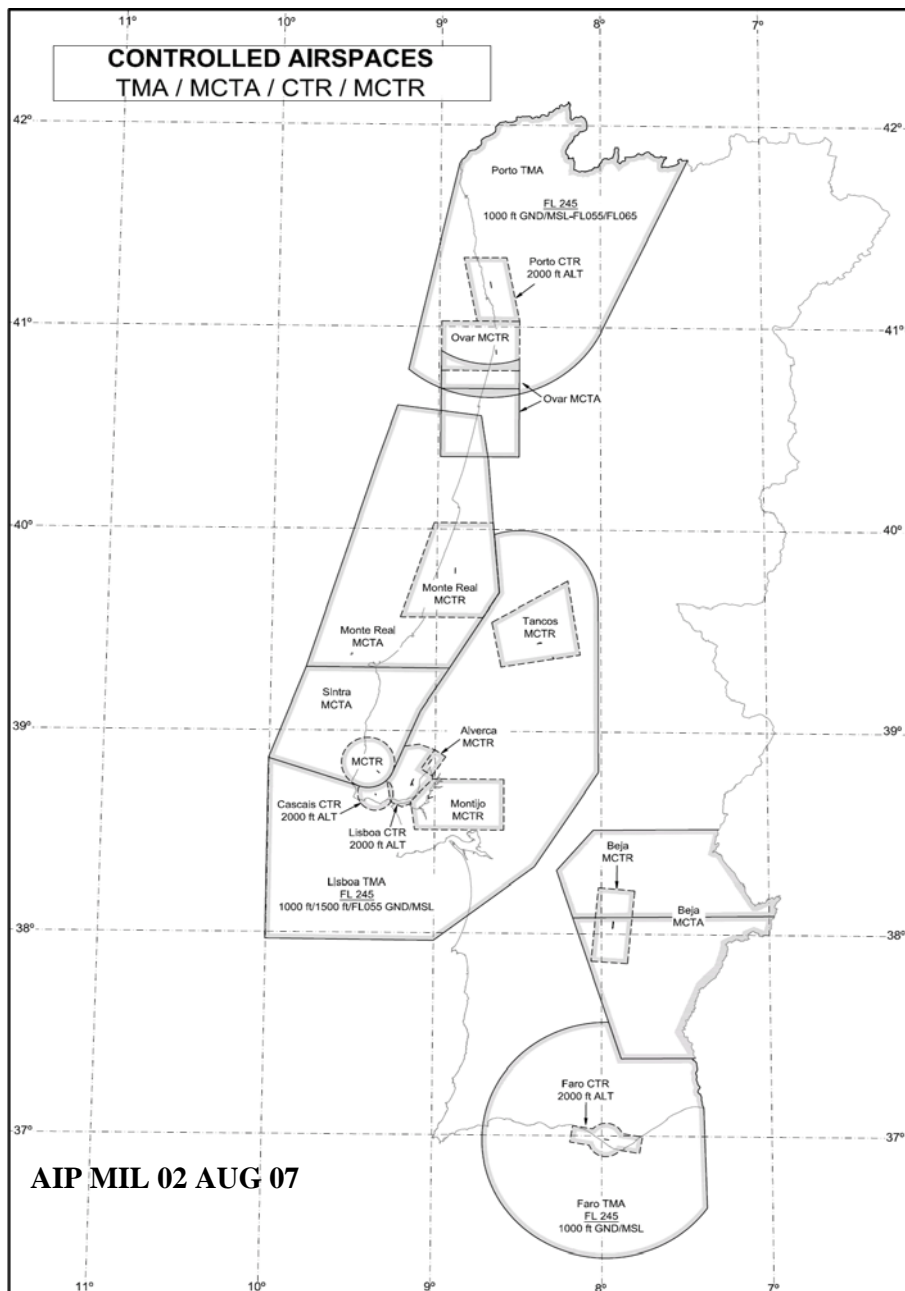 11º 10º 9º 8º 7º
CONTROLLED AIRSPACES
TMA / MCTA / CTR / MCTR
42º 42º
Porto TMA
FL 245
1000 ft GND/MSL-FL055/FL065
Porto CTR
2000 ft ALT
41º 41º
Ovar MCTR
Ovar MCTA
40º 40º
Monte Real
MCTR
Tancos
MCTR
Monte Real
MCTA
Sintra
MCTA
39º 39º
Alverca
MCTR
MCTR
Cascais CTR
2000 ft ALT
Lisboa CTR
2000 ft ALT
Montijo
MCTR
Beja
MCTR
Lisboa TMA
FL 245
1000 ft/1500 ft/FL055 GND/MSL
Beja
MCTA
38º 38º
Faro CTR
2000 ft ALT
37º 37º
AIP MIL 02 AUG 07
Faro TMA
FL 245
1000 ft GND/MSL
11º 10º 9º 8º 7º